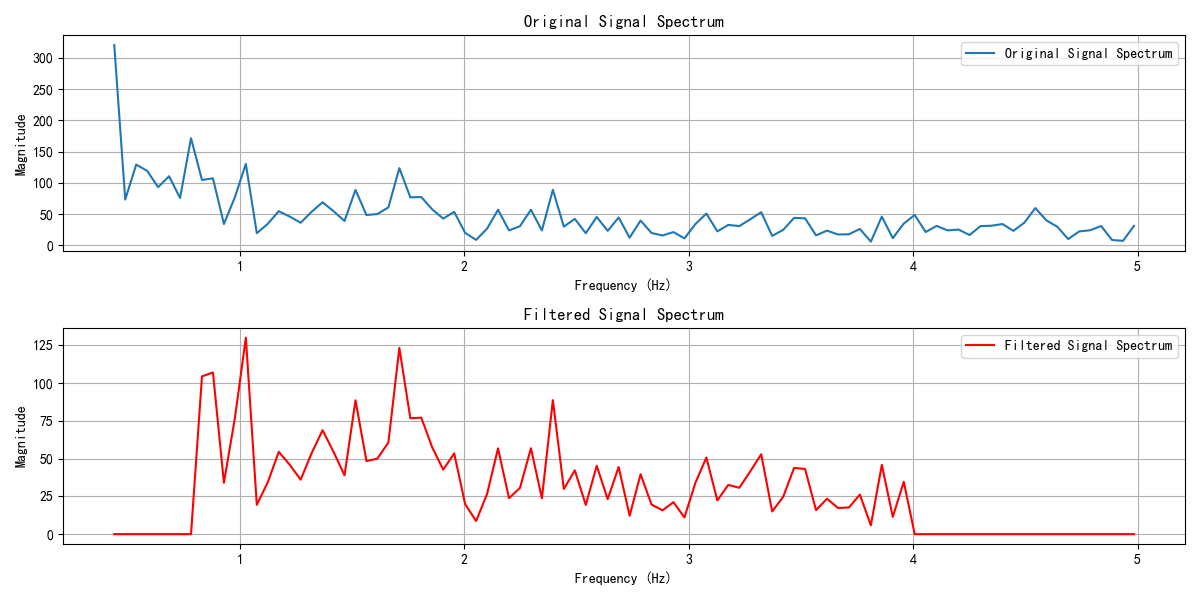 Original Signal Spectrum
Original Signal Spectrum
300
250
200
150
100
50
0
Magnitude
1 2 3 4 5
Frequency (Hz)
Filtered Signal Spectrum
Filtered Signal Spectrum
125
100
75
50
25
0
Magnitude
1 2 3 4 5
Frequency (Hz)